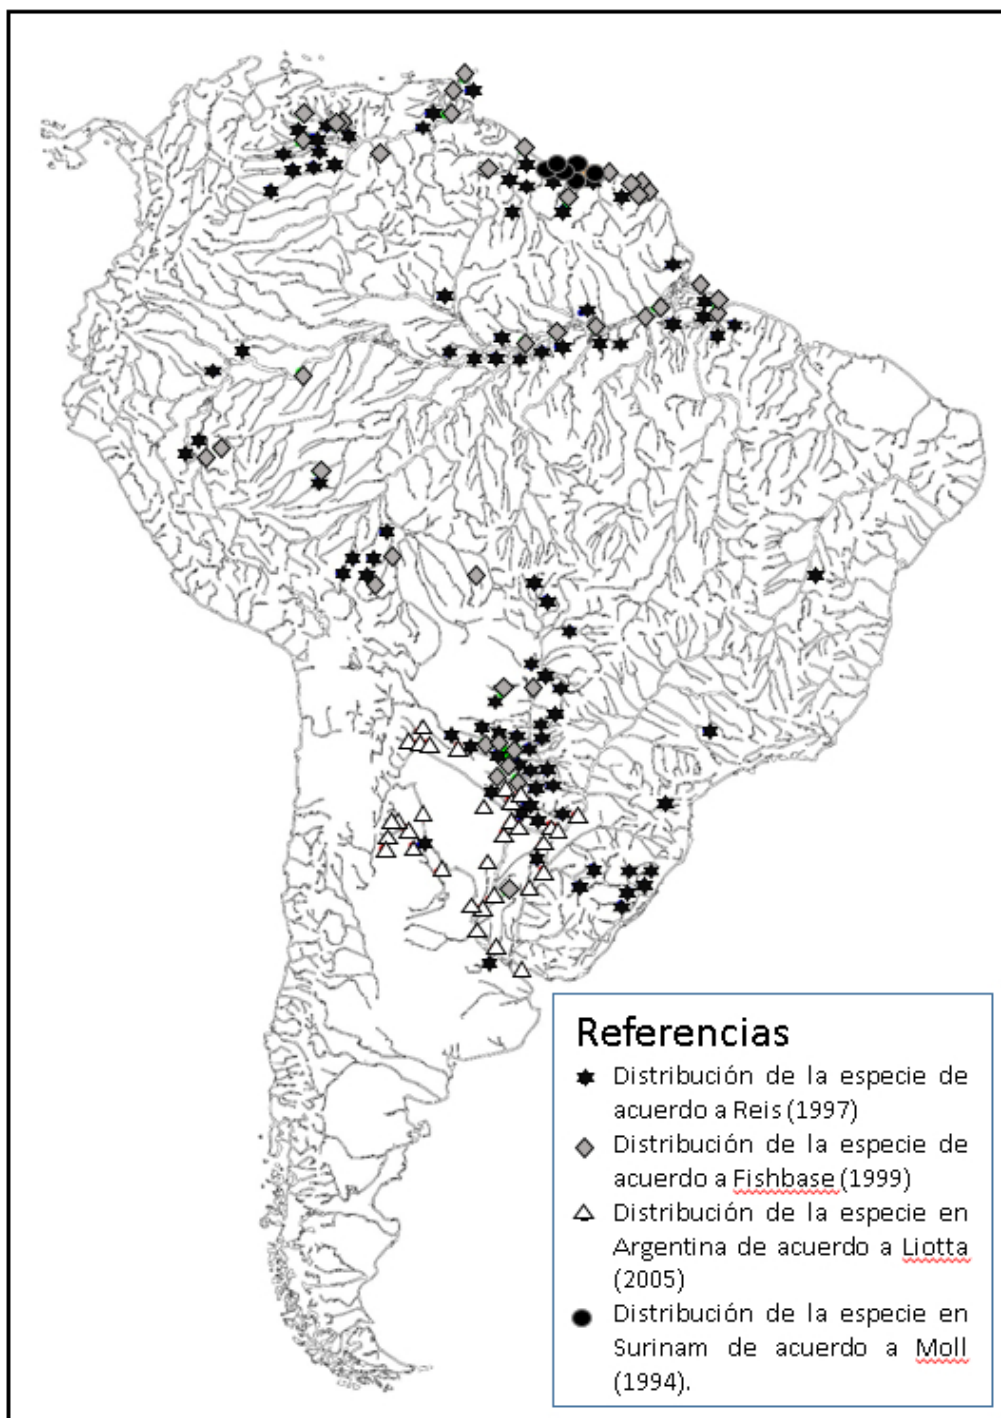 Referencias
Distribución de la especie de
acuerdo a Reis (1997)
Distribución de la especie de
acuerdo a Fishbase (1999)
Distribución de la especie en
Argentina de acuerdo a Liotta
(2005)
Distribución de la especie en
Surinam de acuerdo a Moll
(1994).